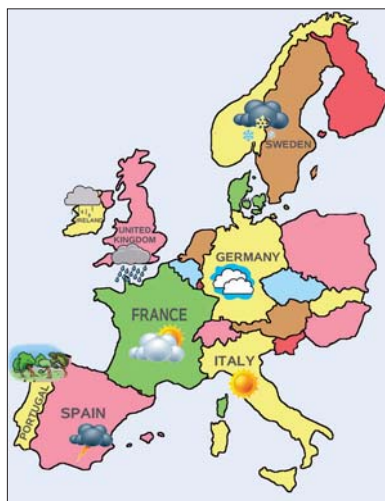 SWEDEN
IRELAND
UNITED
KINGDOM
GERMANY
FRANCE
ITALY
PORTUGAL
SPAIN